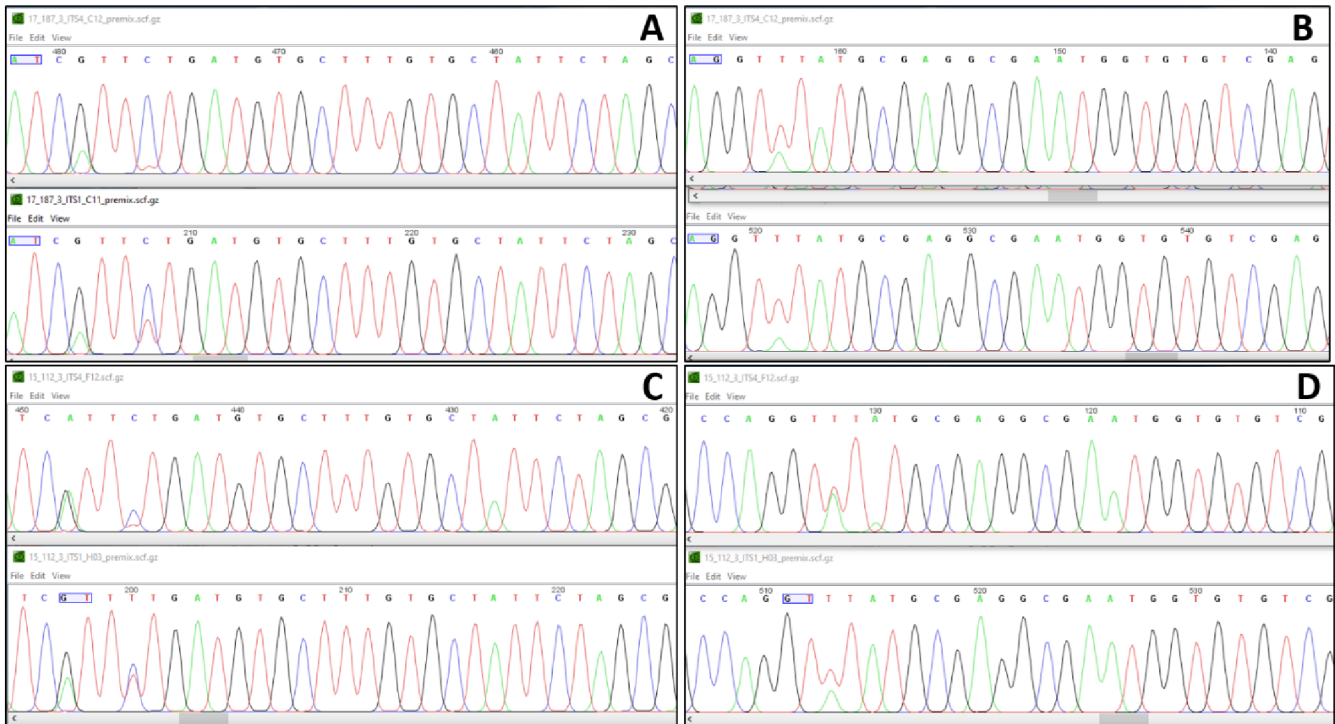 17_187_3_ITS4_C12_premix.scf.gz
A
File Edit View
480 470 460
A T C G T T C T G A T G T G C T T T G T G C T A T T C T A G C
<
17_187_3_ITS1_C11_premix.scf.gz
File Edit View
210 220 230
A T C G T T C T G A T G T G C T T T G T G C T A T T C T A G C
<
17_187_3_ITS4_C12_premix.scf.gz
B
File Edit View
160 150 140
A G G T T T A T G C G A G G C G A A T G G T G T G T C G A G
<
<
File Edit View
520 530 540
A G G T T T A T G C G A G G C G A A T G G T G T G T C G A G
<
15_112_3_ITS4_F12.scf.gz
C
File Edit View
450 440 430 420
T C A T T C T G A T G T G C T T T G T G C T A T T C T A G C G
<
15_112_3_ITS1_H03_premix.scf.gz
File Edit View
200 210 220
T C G T T T T G A T G T G C T T T G T G C T A T T C T A G C G
<
15_112_3_ITS4_F12.scf.gz
D
File Edit View
130 120 110
C C A G G T T T A T G C G A G G C G A A T G G T G T G T C G
<
15_112_3_ITS1_H03_premix.scf.gz
File Edit View
510 520 530
C C A G G T T T A T G C G A G G C G A A T G G T G T G T C G
<